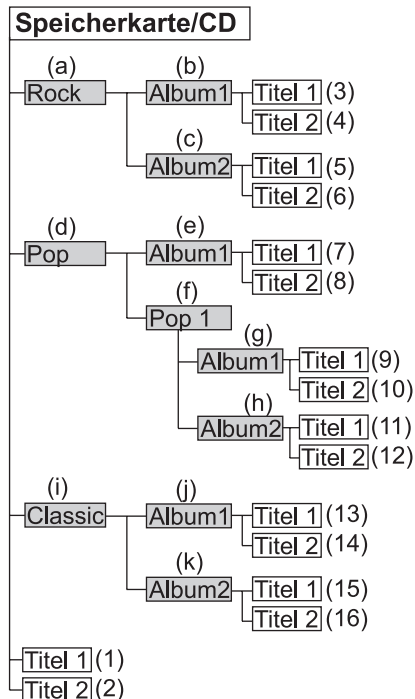 Speicherkarte/CD
(a) (b)
Rock Album1 Titel 1 (3)
Titel 2 (4)
(c)
Album2 Titel 1 (5)
Titel 2 (6)
(d) (e)
Pop Album1 Titel 1 (7)
Titel 2 (8)
(f)
Pop 1
(g)
Album1 Titel 1 (9)
Titel 2 (10)
(h)
Album2 Titel 1 (11)
Titel 2 (12)
(i) (j)
Classic Album1 Titel 1 (13)
Titel 2 (14)
(k)
Album2 Titel 1 (15)
Titel 2 (16)
Titel 1 (1)
Titel 2 (2)